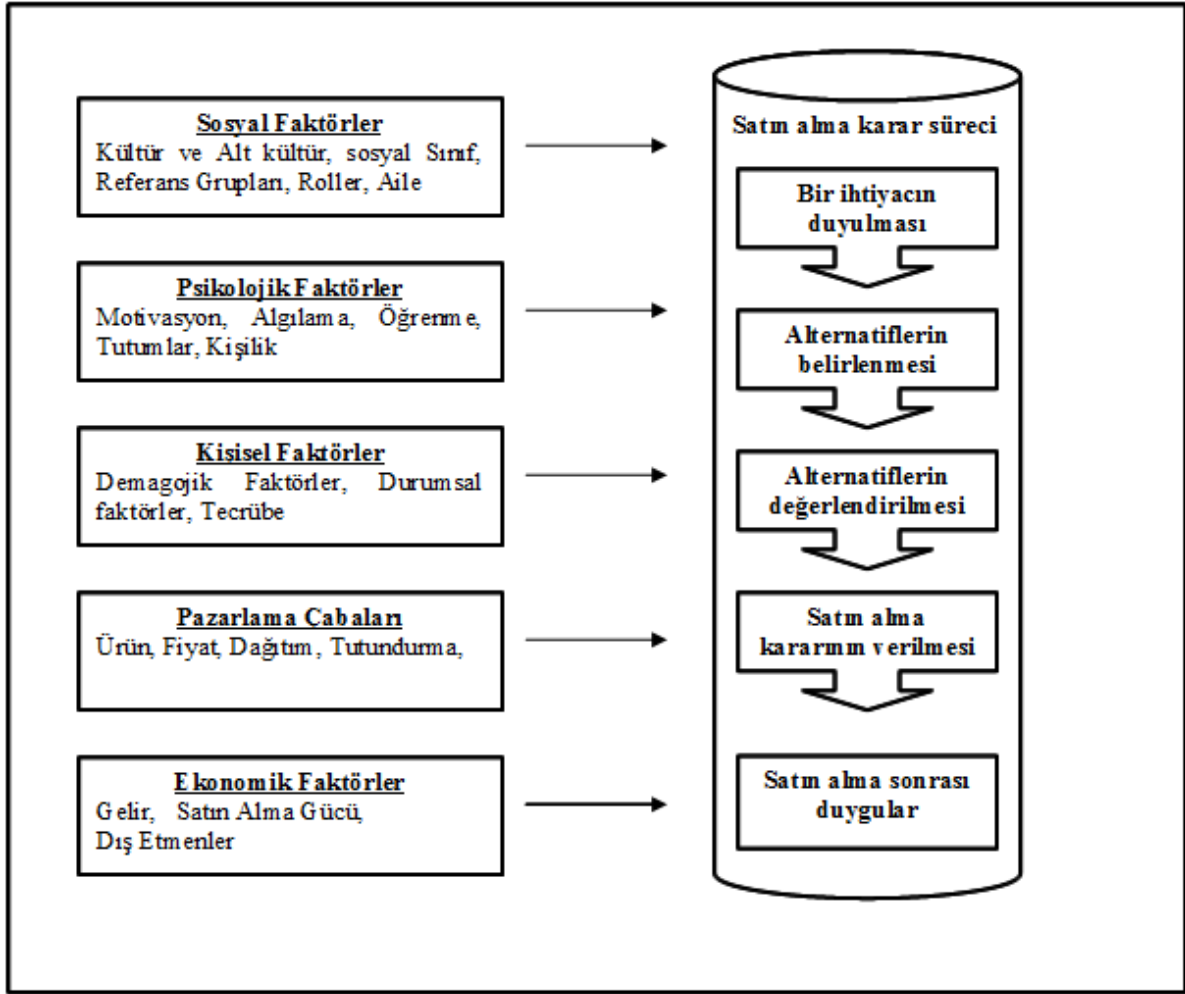 Sosyal Faktörler
Kültür ve Alt kültür, sosyal Sınıf,
Referans Grupları, Roller, Aile
Psikolojik Faktörler
Motivasyon, Algılama, Öğrenme,
Tutumlar, Kişilik
Kisisel Faktörler
Demagojik Faktörler, Durumsal
faktörler, Tecrübe
Pazarlama Cabaları
Ürün, Fiyat, Dağıtım, Tutundurma,
Ekonomik Faktörler
Gelir, Satın Alma Gücü,
Dış Etmenler
Satın alma karar süreci
Bir ihtiyacın
duyulması
Alternatiflerin
belirlenmesi
Alternatiflerin
değerlendirilmesi
Satın alma
kararının verilmesi
Satın alma sonrası
duygular